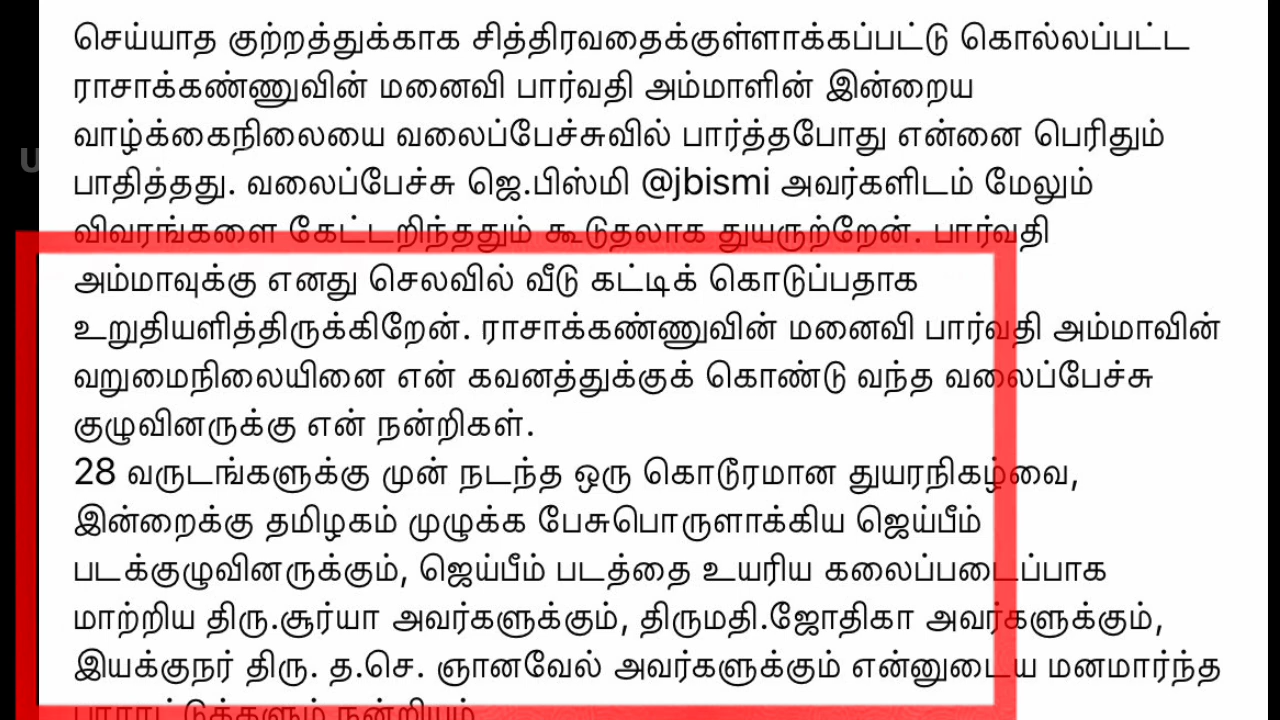 செய்யாத குற்றத்துக்காக சித்திரவதைக்குள்ளாக்கப்பட்டு கொல்லப்பட்ட
ராசாக்கண்ணுவின் மனைவி பார்வதி அம்மாளின் இன்றைய
வாழ்க்கைநிலையை வலைப்பேச்சுவில் பார்த்தபோது என்னை பெரிதும்
பாதித்தது. வலைப்பேச்சு ஜெ.பிஸ்மி @jbismi அவர்களிடம் மேலும்
விவரங்களை கேட்டறிந்ததும் கூடுதலாக துயருற்றேன். பார்வதி
அம்மாவுக்கு எனது செலவில் வீடு கட்டிக் கொடுப்பதாக
உறுதியளித்திருக்கிறேன். ராசாக்கண்ணுவின் மனைவி பார்வதி அம்மாவின்
வறுமைநிலையினை என் கவனத்துக்குக் கொண்டு வந்த வலைப்பேச்சு
குழுவினருக்கு என் நன்றிகள்.
28 வருடங்களுக்கு முன் நடந்த ஒரு கொடூரமான துயரநிகழ்வை,
இன்றைக்கு தமிழகம் முழுக்க பேசுபொருளாக்கிய ஜெய்பீம்
படக்குழுவினருக்கும், ஜெய்பீம் படத்தை உயரிய கலைப்படைப்பாக
மாற்றிய திரு.சூர்யா அவர்களுக்கும், திருமதி.ஜோதிகா அவர்களுக்கும்,
இயக்குநர் திரு. த.செ. ஞானவேல் அவர்களுக்கும் என்னுடைய மனமார்ந்த